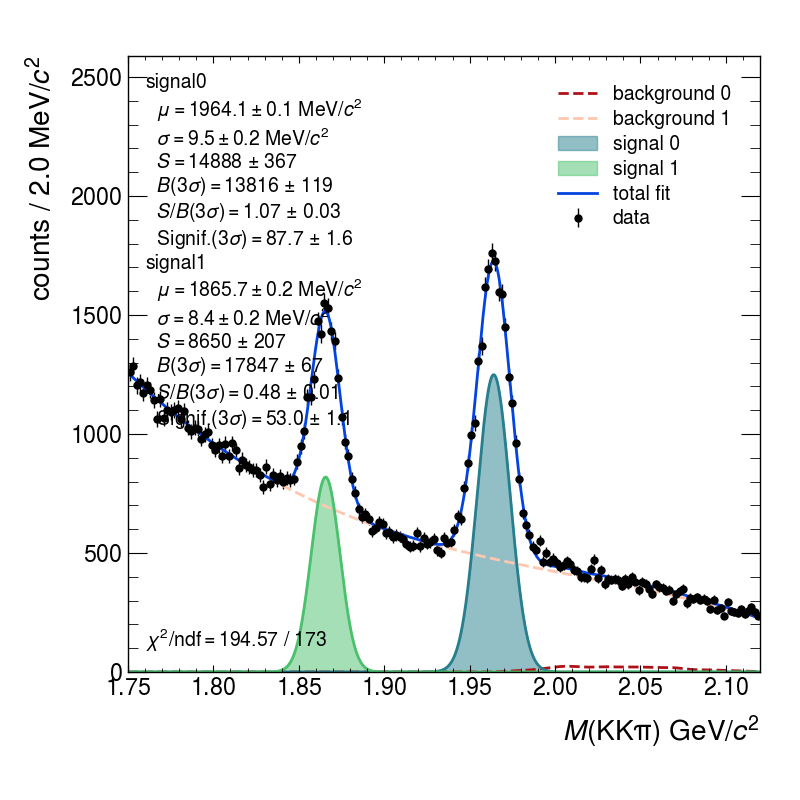 counts / 2.0 MeV/c²
2500
2000
1500
1000
500
0
signal0
μ = 1964.1 ± 0.1 MeV/c²
σ = 9.5 ± 0.2 MeV/c²
S = 14888 ± 367
B(3σ) = 13816 ± 119
S/B(3σ) = 1.07 ± 0.03
Signif.(3σ) = 87.7 ± 1.6
signal1
μ = 1865.7 ± 0.2 MeV/c²
σ = 8.4 ± 0.2 MeV/c²
S = 8650 ± 207
B(3σ) = 17847 ± 67
S/B(3σ) = 0.48 ± 0.01
Signif.(3σ) = 53.0 ± 1.1
χ²/ndf = 194.57 / 173
background 0
background 1
signal 0
signal 1
total fit
data
1.75 1.80 1.85 1.90 1.95 2.00 2.05 2.10
M(KKπ) GeV/c²